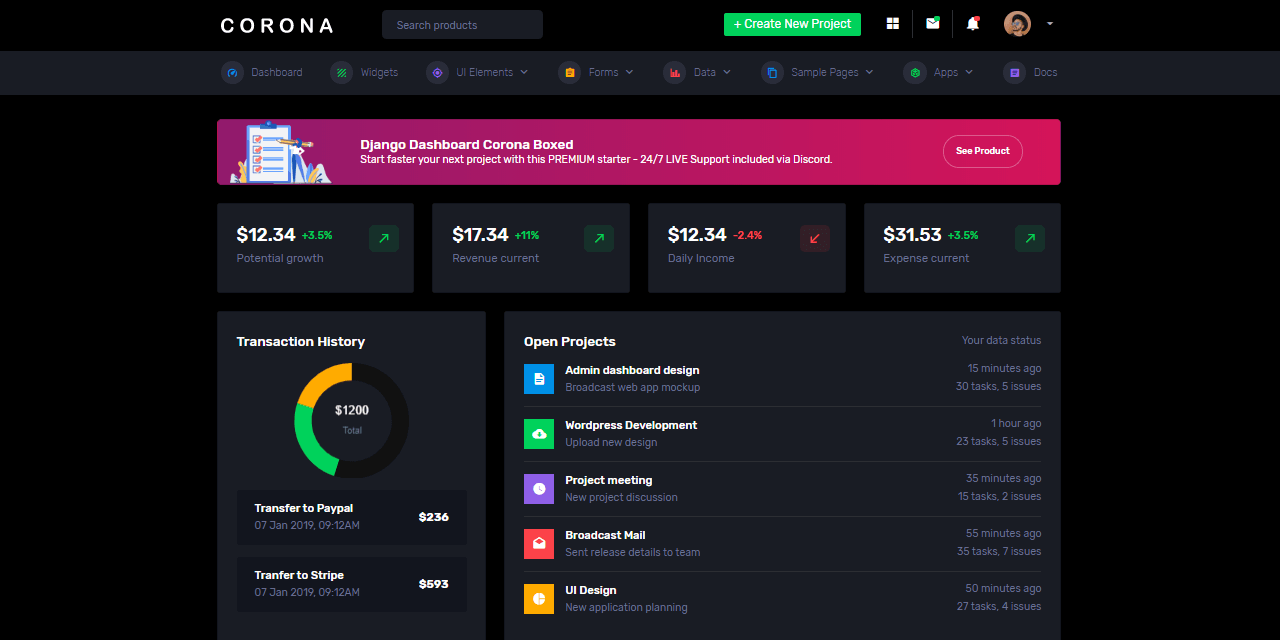 CORONA
Search products
+ Create New Project
Dashboard
Widgets
UI Elements
Forms
Data
Sample Pages
Apps
Docs
Django Dashboard Corona Boxed
Start faster your next project with this PREMIUM starter - 24/7 LIVE Support included via Discord.
See Product
$12.34 +3.5%
Potential growth
$17.34 +11%
Revenue current
$12.34 -2.4%
Daily Income
$31.53 +3.5%
Expense current
Transaction History
$1200
Total
Transfer to Paypal
07 Jan 2019, 09:12AM
$236
Tranfer to Stripe
07 Jan 2019, 09:12AM
$593
Open Projects
Your data status
Admin dashboard design
15 minutes ago
Broadcast web app mockup
30 tasks, 5 issues
Wordpress Development
1 hour ago
Upload new design
23 tasks, 5 issues
Project meeting
35 minutes ago
New project discussion
15 tasks, 2 issues
Broadcast Mail
55 minutes ago
Sent release details to team
35 tasks, 7 issues
UI Design
50 minutes ago
New application planning
27 tasks, 4 issues